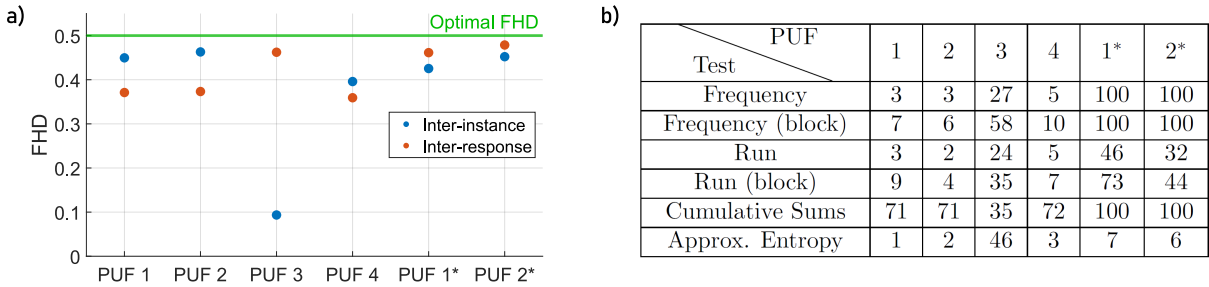 a)
Optimal FHD
0.5
0.4
0.3
0.2
0.1
0
FHD
Inter-instance
Inter-response
PUF 1 PUF 2 PUF 3 PUF 4 PUF 1* PUF 2*
b)
PUF
Test 1 2 3 4 1* 2*
Frequency 3 3 27 5 100 100
Frequency (block) 7 6 58 10 100 100
Run 3 2 24 5 46 32
Run (block) 9 4 35 7 73 44
Cumulative Sums 71 71 35 72 100 100
Approx. Entropy 1 2 46 3 7 6